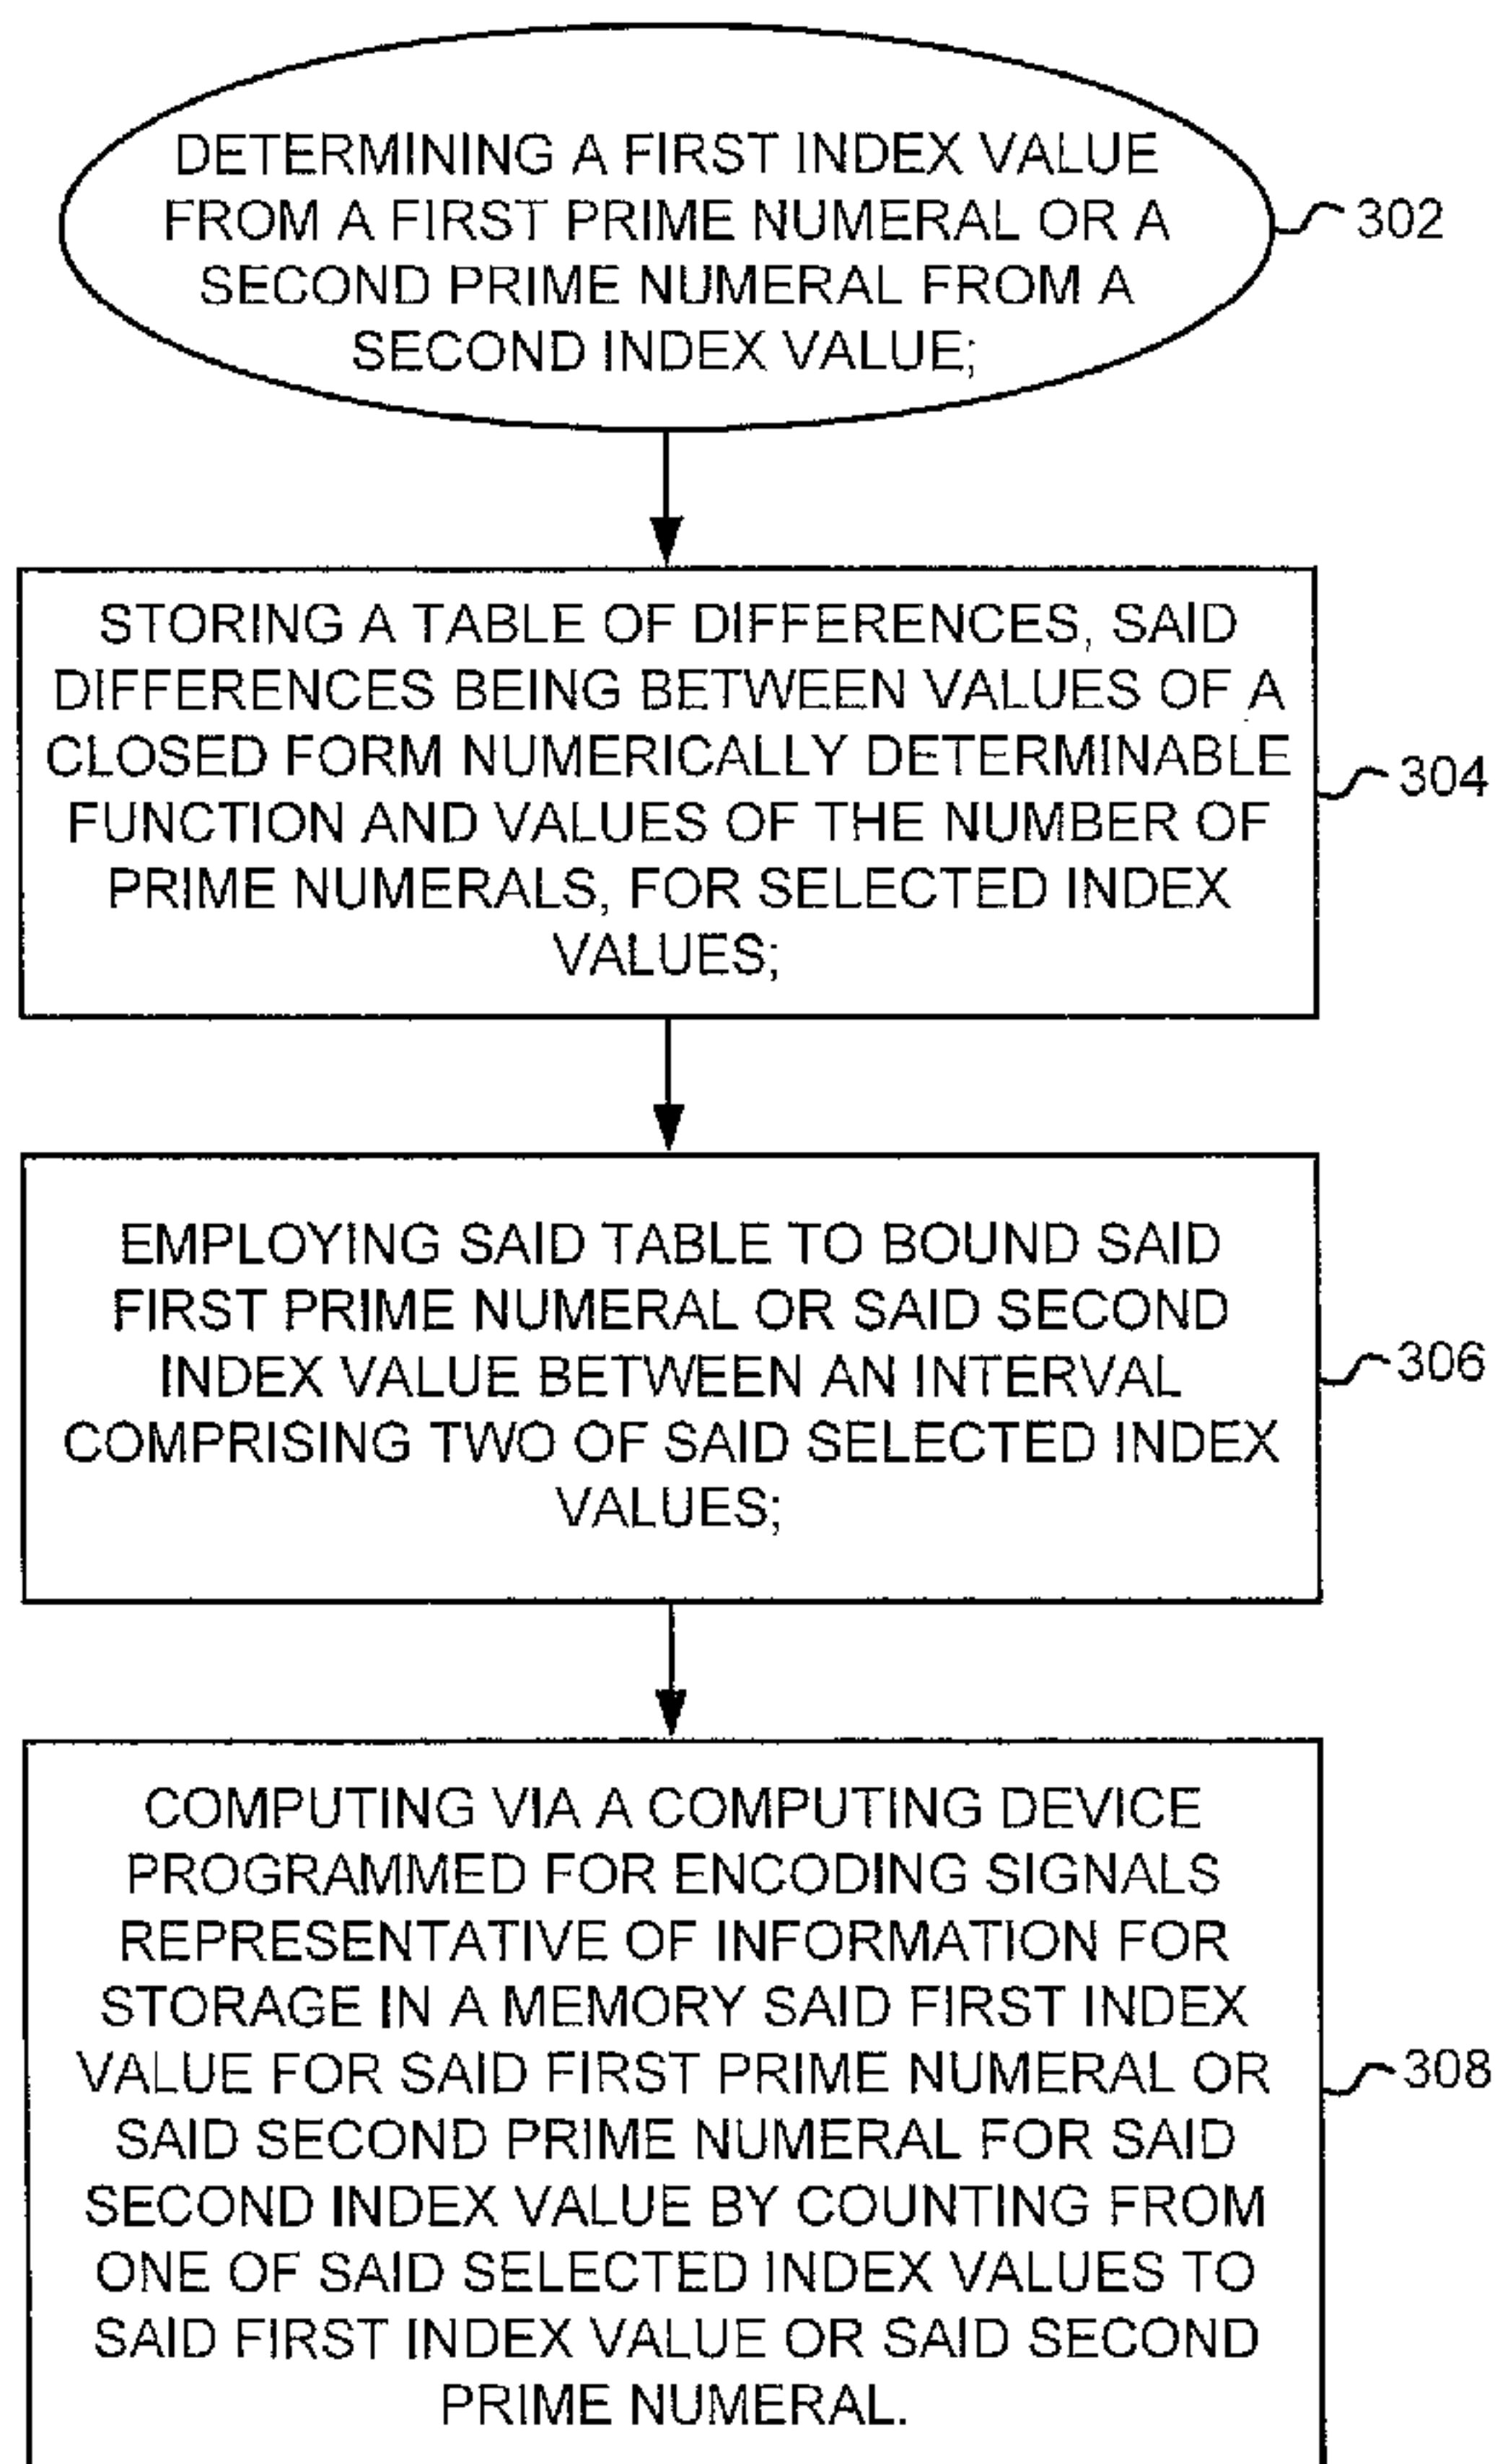 DETERMINING A FIRST INDEX VALUE
FROM A FIRST PRIME NUMERAL OR A
SECOND PRIME NUMERAL FROM A
SECOND INDEX VALUE;
302
STORING A TABLE OF DIFFERENCES, SAID
DIFFERENCES BEING BETWEEN VALUES OF A
CLOSED FORM NUMERICALLY DETERMINABLE
FUNCTION AND VALUES OF THE NUMBER OF
PRIME NUMERALS, FOR SELECTED INDEX
VALUES;
304
EMPLOYING SAID TABLE TO BOUND SAID
FIRST PRIME NUMERAL OR SAID SECOND
INDEX VALUE BETWEEN AN INTERVAL
COMPRISING TWO OF SAID SELECTED INDEX
VALUES;
306
COMPUTING VIA A COMPUTING DEVICE
PROGRAMMED FOR ENCODING SIGNALS
REPRESENTATIVE OF INFORMATION FOR
STORAGE IN A MEMORY SAID FIRST INDEX
VALUE FOR SAID FIRST PRIME NUMERAL OR
SAID SECOND PRIME NUMERAL FOR SAID
SECOND INDEX VALUE BY COUNTING FROM
ONE OF SAID SELECTED INDEX VALUES TO
SAID FIRST INDEX VALUE OR SAID SECOND
PRIME NUMERAL.
308